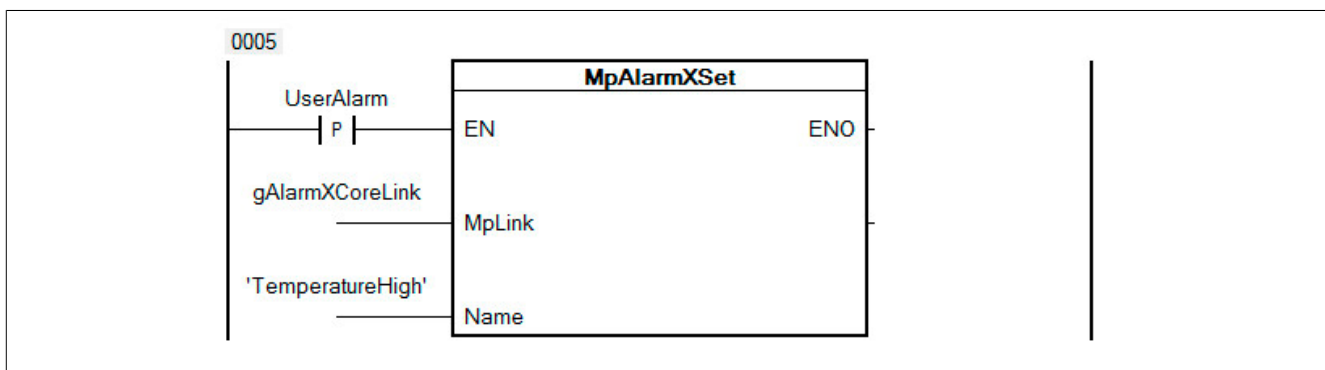 0005
MpAlarmXSet
UserAlarm
P
EN
ENO
gAlarmXCoreLink
MpLink
'TemperatureHigh'
Name